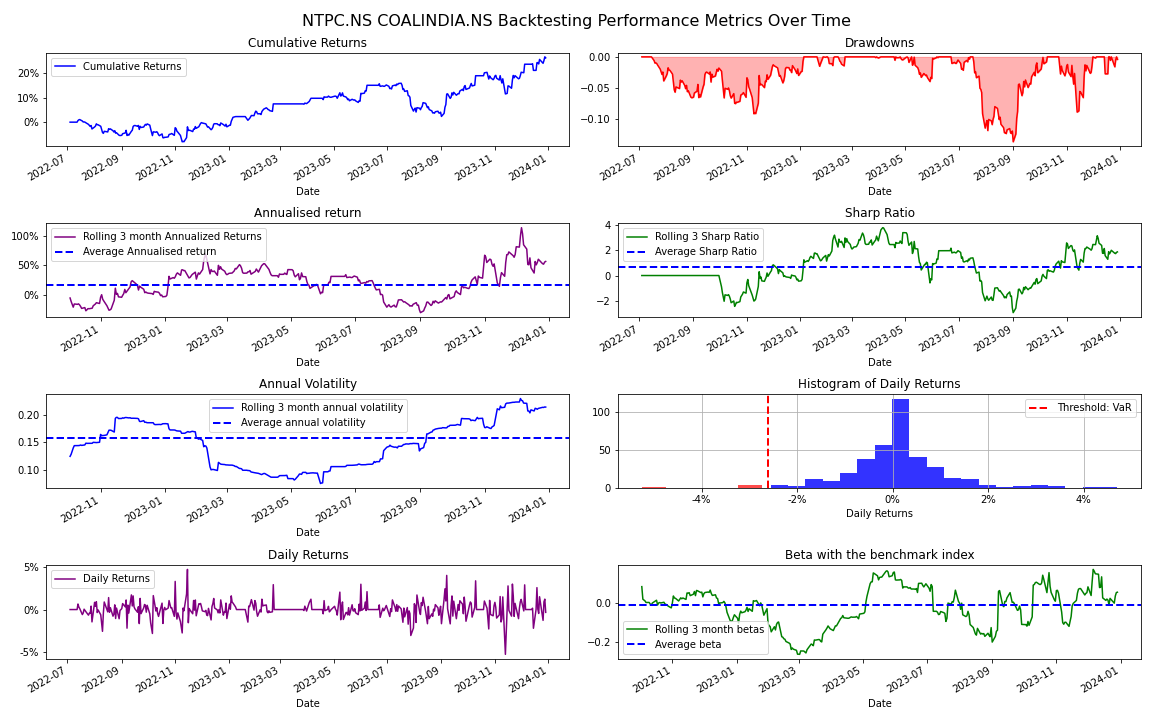 NTPC.NS COALINDIA.NS Backtesting Performance Metrics Over Time
Cumulative Returns
Cumulative Returns
20%
10%
0%
2022-07 2022-09 2022-11 2023-01 2023-03 2023-05 2023-07 2023-09 2023-11 2024-01
Date
Drawdowns
0.00
−0.05
−0.10
2022-07 2022-09 2022-11 2023-01 2023-03 2023-05 2023-07 2023-09 2023-11 2024-01
Date
Annualised return
Rolling 3 month Annualized Returns
Average Annualised return
100%
50%
0%
2022-11 2023-01 2023-03 2023-05 2023-07 2023-09 2023-11 2024-01
Date
Sharp Ratio
Rolling 3 Sharp Ratio
Average Sharp Ratio
4
2
0
−2
2022-07 2022-09 2022-11 2023-01 2023-03 2023-05 2023-07 2023-09 2023-11 2024-01
Date
Annual Volatility
Rolling 3 month annual volatility
Average annual volatility
0.20
0.15
0.10
2022-11 2023-01 2023-03 2023-05 2023-07 2023-09 2023-11 2024-01
Date
Histogram of Daily Returns
Threshold: VaR
100
50
0
-4% -2% 0% 2% 4%
Daily Returns
Daily Returns
Daily Returns
5%
0%
-5%
2022-07 2022-09 2022-11 2023-01 2023-03 2023-05 2023-07 2023-09 2023-11 2024-01
Date
Beta with the benchmark index
0.0
−0.2
Rolling 3 month betas
Average beta
2022-11 2023-01 2023-03 2023-05 2023-07 2023-09 2023-11 2024-01
Date